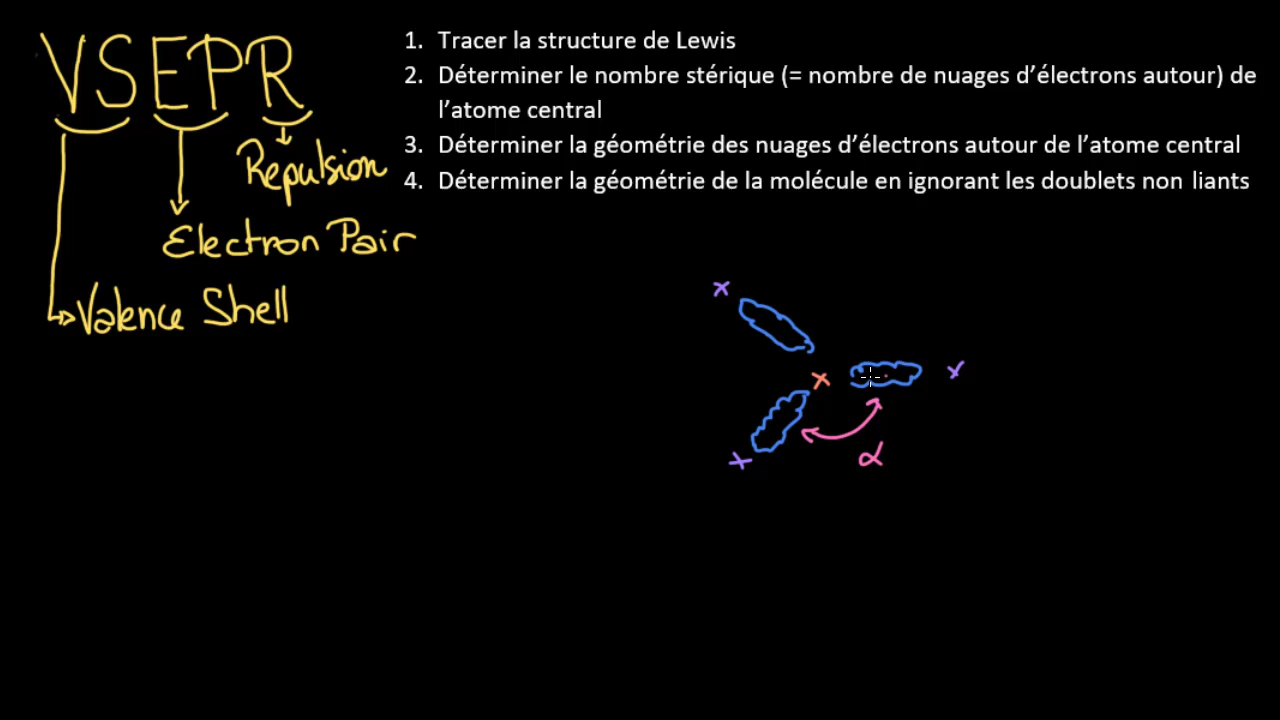 VSEPR
Repulsion
Electron Pair
Valence Shell
1. Tracer la structure de Lewis
2. Déterminer le nombre stérique (= nombre de nuages d’électrons autour) de
l’atome central
3. Déterminer la géométrie des nuages d’électrons autour de l’atome central
4. Déterminer la géométrie de la molécule en ignorant les doublets non liants
x
x
x
x
α